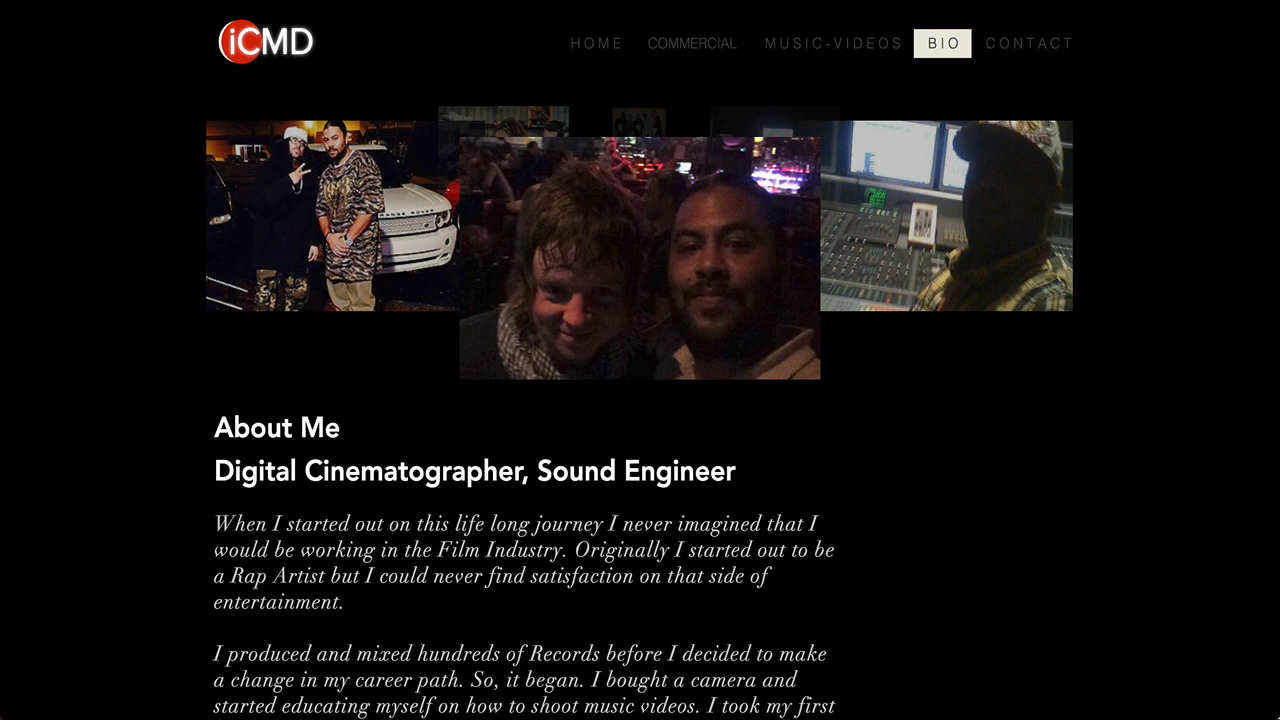 iCMD
HOME COMMERCIAL MUSIC-VIDEOS BIO CONTACT
About Me
Digital Cinematographer, Sound Engineer
When I started out on this life long journey I never imagined that I
would be working in the Film Industry. Originally I started out to be
a Rap Artist but I could never find satisfaction on that side of
entertainment.
I produced and mixed hundreds of Records before I decided to make
a change in my career path. So, it began. I bought a camera and
started educating myself on how to shoot music videos. I took my first